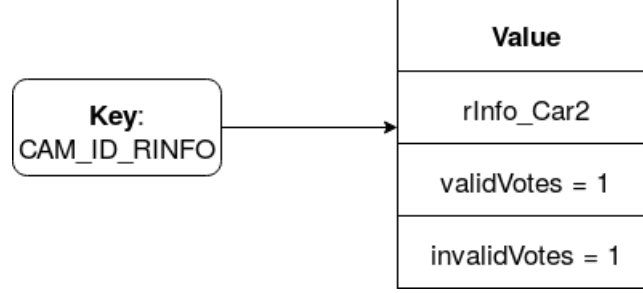 Key:
CAM_ID_RINFO
Value
rInfo_Car2
validVotes = 1
invalidVotes = 1